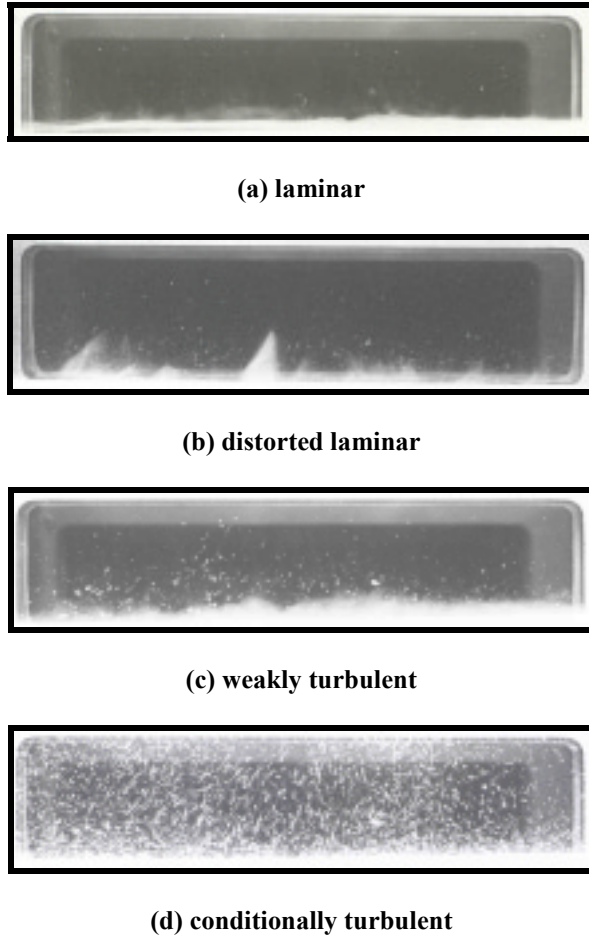 (a) laminar
(b) distorted laminar
(c) weakly turbulent
(d) conditionally turbulent